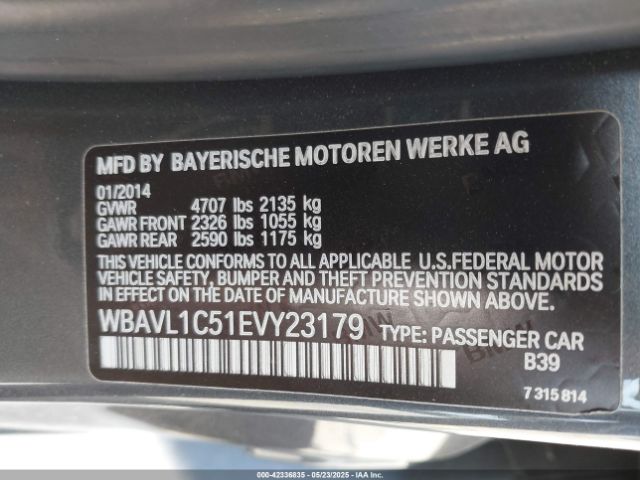 MFD BY BAYERISCHE MOTOREN WERKE AG
01/2014
GVWR 4707 lbs 2135 kg
GAWR FRONT 2326 lbs 1055 kg
GAWR REAR 2590 lbs 1175 kg
THIS VEHICLE CONFORMS TO ALL APPLICABLE U.S.FEDERAL MOTOR
VEHICLE SAFETY, BUMPER AND THEFT PREVENTION STANDARDS
IN EFFECT ON THE DATE OF MANUFACTURE SHOWN ABOVE.
WBAVL1C51EVY23179 TYPE: PASSENGER CAR
B39
7 315 814
000-42336835 - 05/23/2025 - IAAI.COM